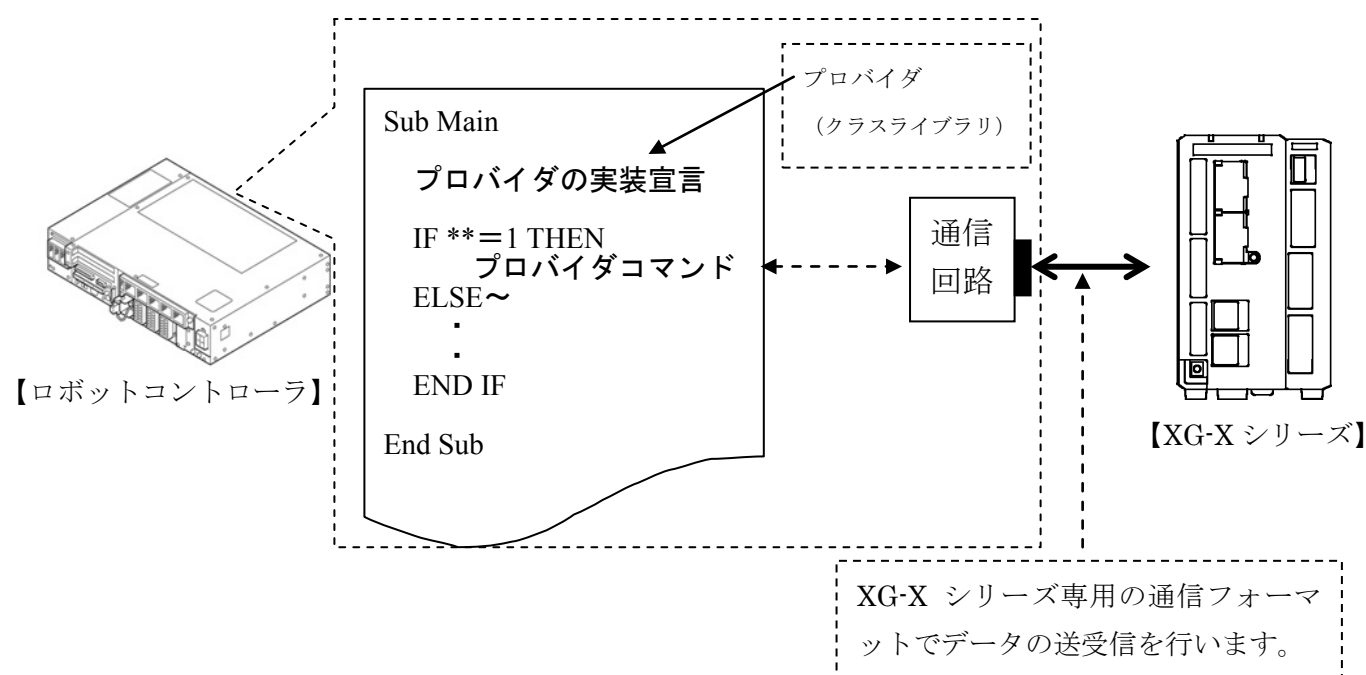 プロバイダ
（クラスライブラリ）
Sub Main
プロバイダの実装宣言
IF **＝1 THEN
プロバイダコマンド
ELSE～
・
・
END IF
End Sub
通信
回路
【ロボットコントローラ】
【XG-X シリーズ】
XG-X シリーズ専用の通信フォーマ
ットでデータの送受信を行います。